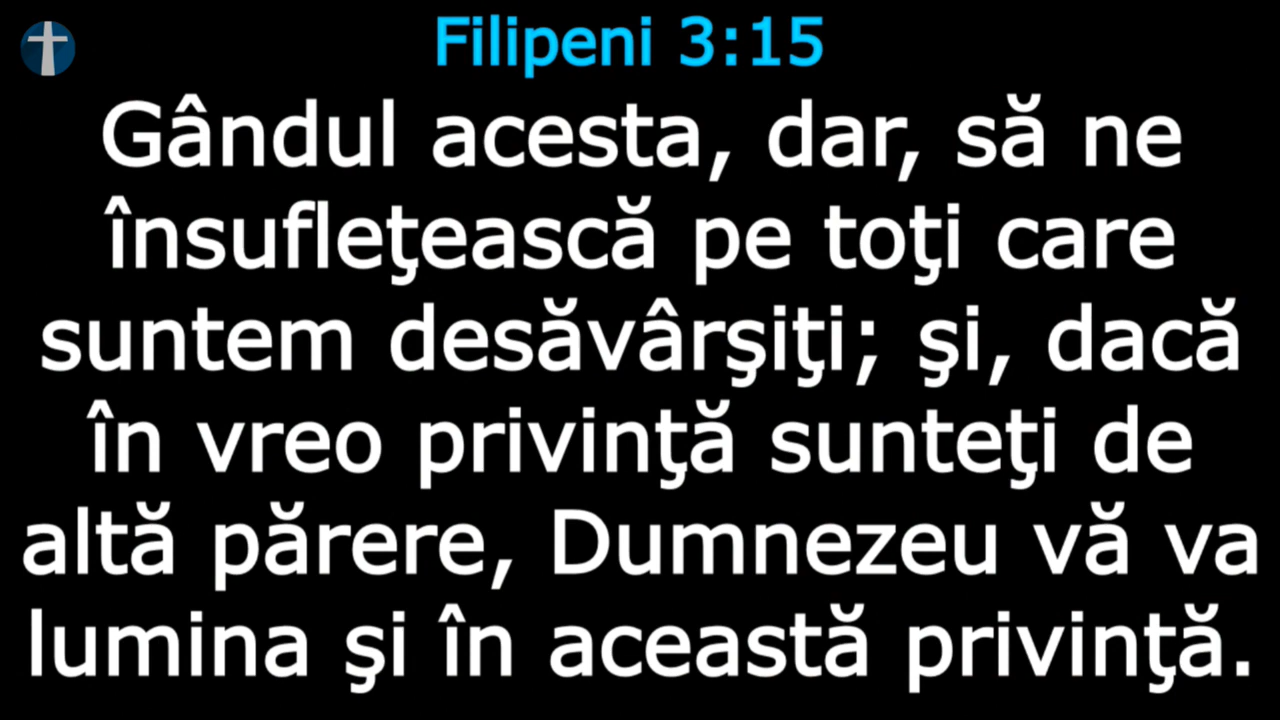 Filipeni 3:15
Gândul acesta, dar, să ne
însufleţească pe toţi care
suntem desăvârşiţi; şi, dacă
în vreo privinţă sunteţi de
altă părere, Dumnezeu vă va
lumina şi în această privinţă.